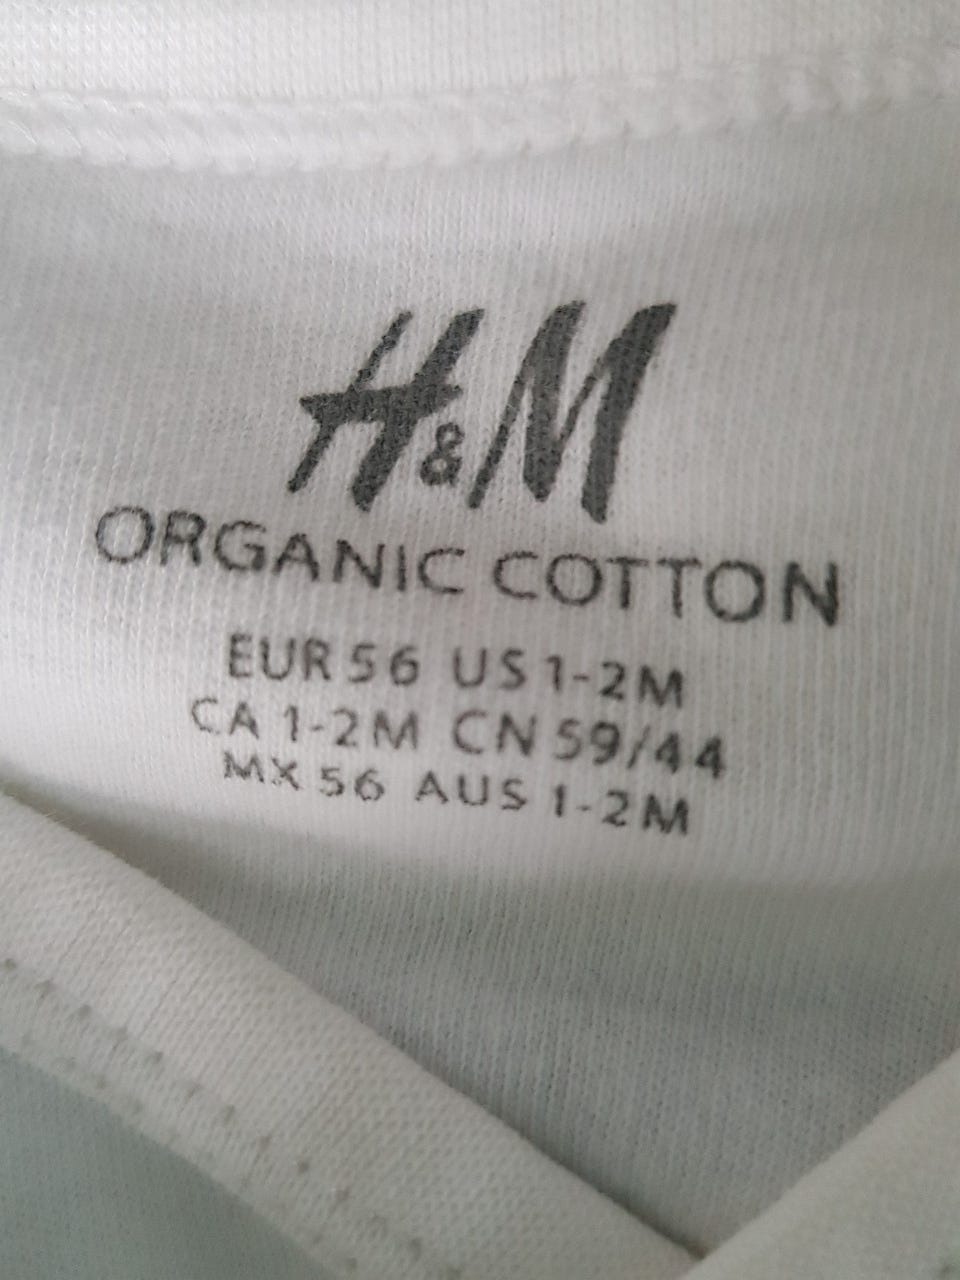 H&M
ORGANIC COTTON
EUR 56 US 1-2M
CA 1-2M CN 59/44
MX 56 AUS 1-2M